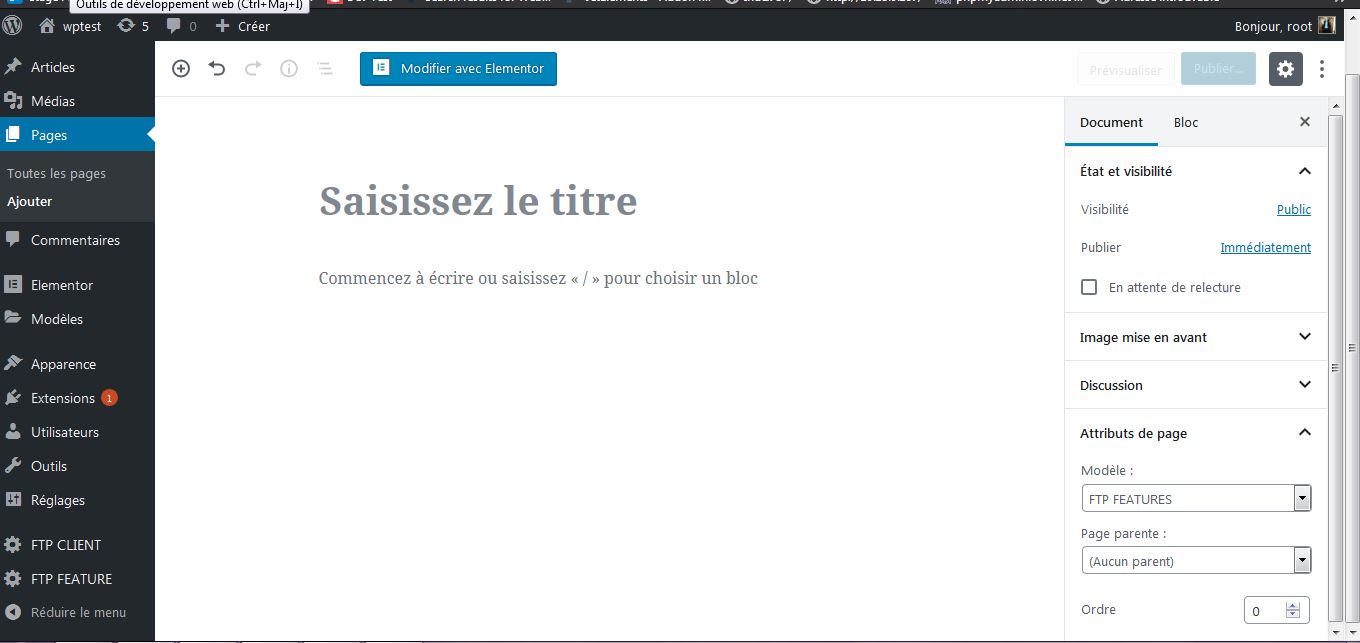 Outils de développement web (Ctrl+Maj+I)
wptest 5 0 Créer Bonjour, root
Articles
Médias
Pages
Toutes les pages
Ajouter
Commentaires
Elementor
Modèles
Apparence
Extensions 1
Utilisateurs
Outils
Réglages
FTP CLIENT
FTP FEATURE
Réduire le menu
Modifier avec Elementor
Prévisualiser
Publier...
Saisissez le titre
Commencez à écrire ou saisissez « / » pour choisir un bloc
Document Bloc
État et visibilité
Visibilité Public
Publier Immédiatement
En attente de relecture
Image mise en avant
Discussion
Attributs de page
Modèle :
FTP FEATURES
Page parente :
(Aucun parent)
Ordre 0